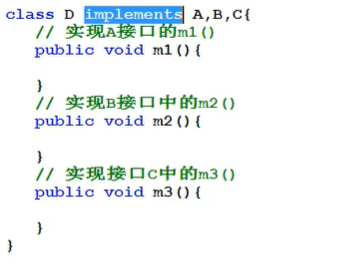 class D implements A,B,C{
// 实现A接口的m1()
public void m1(){
}
// 实现B接口中的m2()
public void m2(){
}
// 实现接口C中的m3()
public void m3(){
}
}